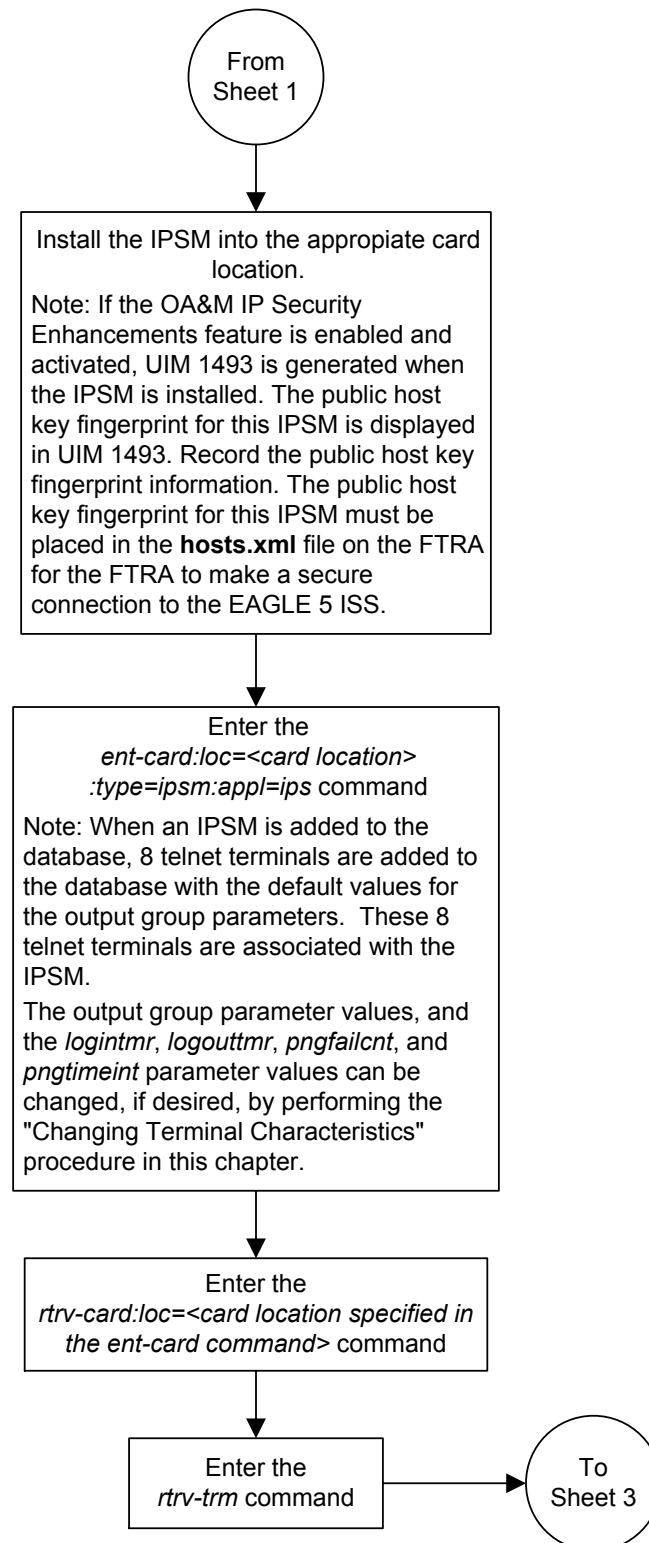 From
Sheet 1
Install the IPSM into the appropiate card
location.
Note: If the OA&M IP Security
Enhancements feature is enabled and
activated, UIM 1493 is generated when
the IPSM is installed. The public host
key fingerprint for this IPSM is displayed
in UIM 1493. Record the public host key
fingerprint information. The public host
key fingerprint for this IPSM must be
placed in the hosts.xml file on the FTRA
for the FTRA to make a secure
connection to the EAGLE 5 ISS.
Enter the
ent-card:loc=<card location>
:type=ipsm:appl=ips command
Note: When an IPSM is added to the
database, 8 telnet terminals are added to
the database with the default values for
the output group parameters.  These 8
telnet terminals are associated with the
IPSM.
The output group parameter values, and
the logintmr, logouttmr, pngfailcnt, and
pngtimeint parameter values can be
changed, if desired, by performing the
"Changing Terminal Characteristics"
procedure in this chapter.
Enter the
rtrv-card:loc=<card location specified in
the ent-card command> command
Enter the
rtrv-trm command
To
Sheet 3